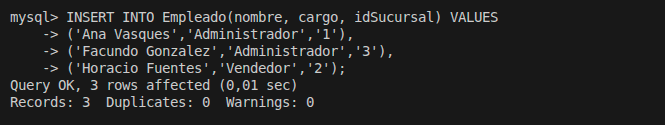 mysql> INSERT INTO Empleado(nombre, cargo, idSucursal) VALUES
    -> ('Ana Vasques','Administrador','1'),
    -> ('Facundo Gonzalez','Administrador','3'),
    -> ('Horacio Fuentes','Vendedor','2');
Query OK, 3 rows affected (0,01 sec)
Records: 3  Duplicates: 0  Warnings: 0